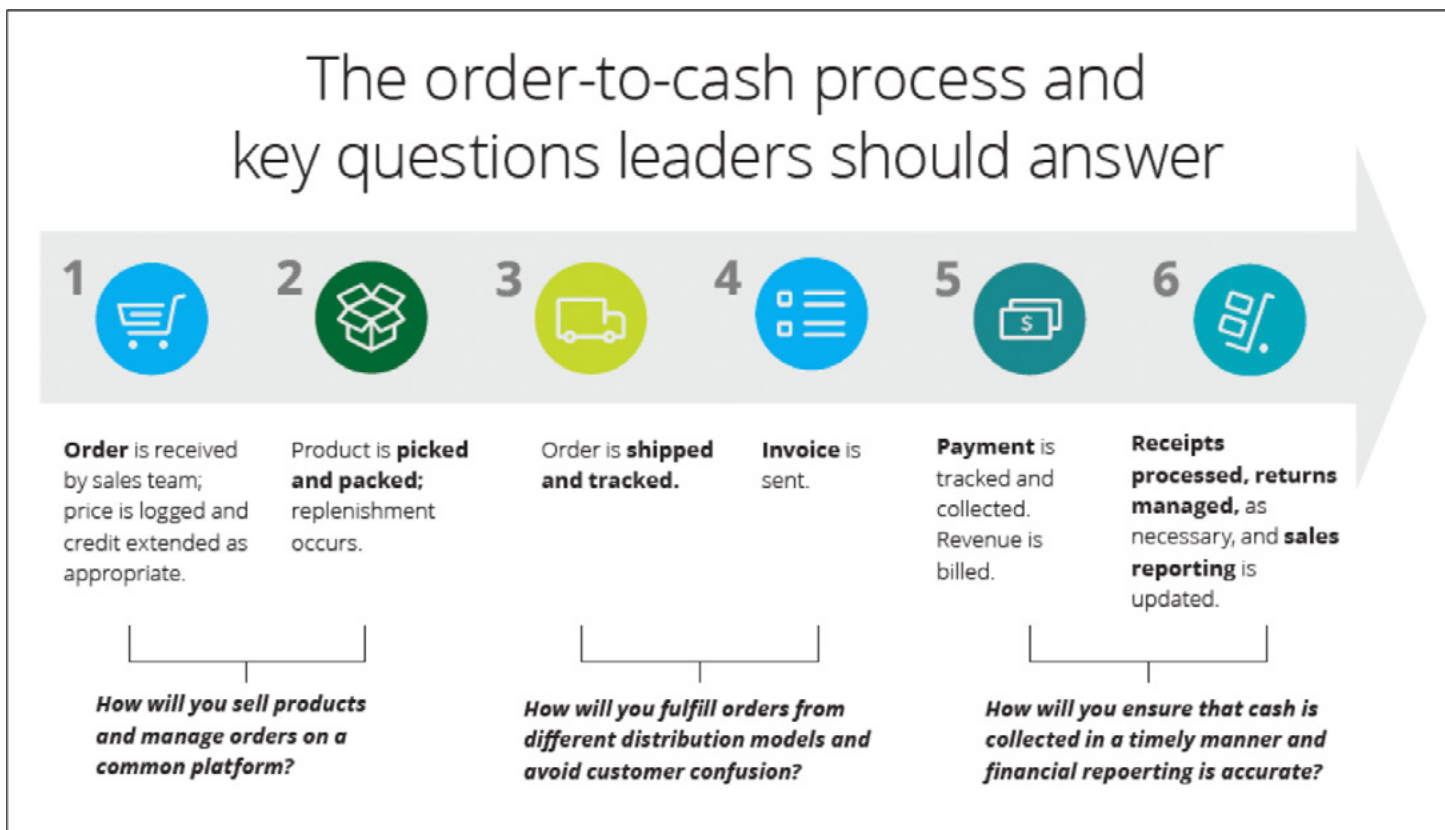 The order-to-cash process and
key questions leaders should answer
1
2
3
4
5
6
$
Order is received
by sales team;
price is logged and
credit extended as
appropriate.
Product is picked
and packed;
replenishment
occurs.
Order is shipped
and tracked.
Invoice is
sent.
Payment is
tracked and
collected.
Revenue is
billed.
Receipts
processed, returns
managed, as
necessary, and sales
reporting is
updated.
How will you sell products
and manage orders on a
common platform?
How will you fulfill orders from
different distribution models and
avoid customer confusion?
How will you ensure that cash is
collected in a timely manner and
financial repoerting is accurate?